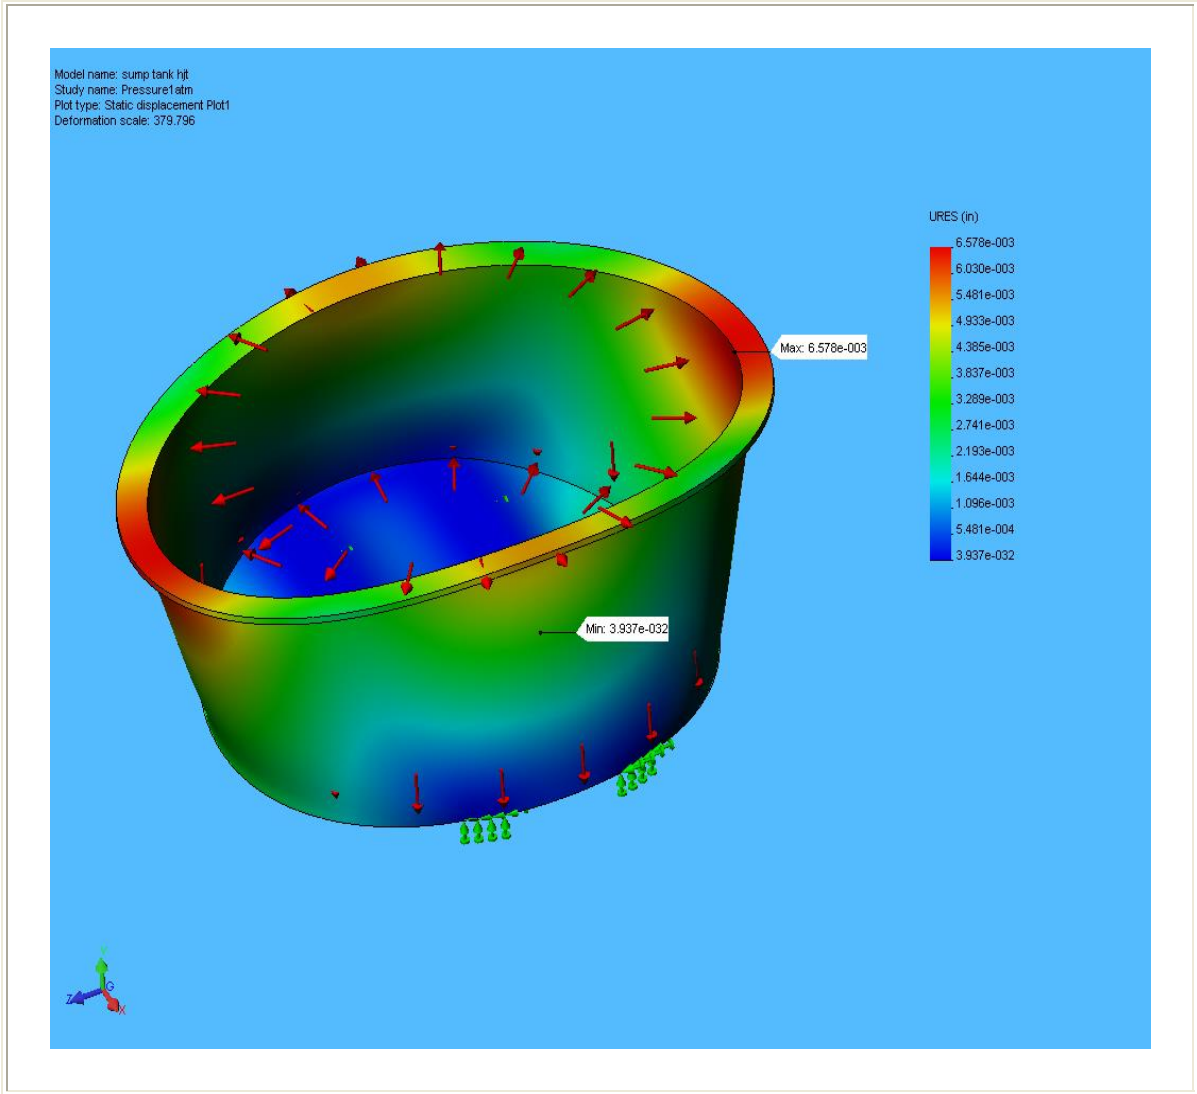 Model name: sump tank hjt
Study name: Pressure1atm
Plot type: Static displacement Plot1
Deformation scale: 379.796
URES (in)
6.578e-003
6.030e-003
5.481e-003
4.933e-003
4.385e-003
3.837e-003
3.289e-003
2.741e-003
2.193e-003
1.644e-003
1.096e-003
5.481e-004
3.937e-032
Max: 6.578e-003
Min: 3.937e-032
Y
G
Z
X